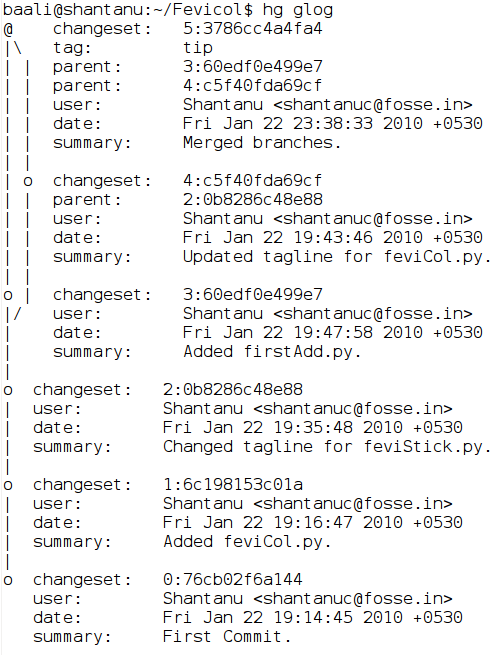 baali@shantanu:~/Fevicol$ hg glog
@    changeset:   5:3786cc4a4fa4
|\   tag:         tip
| |  parent:      3:60edf0e499e7
| |  parent:      4:c5f40fda69cf
| |  user:        Shantanu <shantanuc@fosse.in>
| |  date:        Fri Jan 22 23:38:33 2010 +0530
| |  summary:     Merged branches.
| |
| o  changeset:   4:c5f40fda69cf
| |  parent:      2:0b8286c48e88
| |  user:        Shantanu <shantanuc@fosse.in>
| |  date:        Fri Jan 22 19:43:46 2010 +0530
| |  summary:     Updated tagline for feviCol.py.
| |
o |  changeset:   3:60edf0e499e7
|/   user:        Shantanu <shantanuc@fosse.in>
|    date:        Fri Jan 22 19:47:58 2010 +0530
|    summary:     Added firstAdd.py.
|
o  changeset:   2:0b8286c48e88
|  user:        Shantanu <shantanuc@fosse.in>
|  date:        Fri Jan 22 19:35:48 2010 +0530
|  summary:     Changed tagline for feviStick.py.
|
o  changeset:   1:6c198153c01a
|  user:        Shantanu <shantanuc@fosse.in>
|  date:        Fri Jan 22 19:16:47 2010 +0530
|  summary:     Added feviCol.py.
|
o  changeset:   0:76cb02f6a144
   user:        Shantanu <shantanuc@fosse.in>
   date:        Fri Jan 22 19:14:45 2010 +0530
   summary:     First Commit.